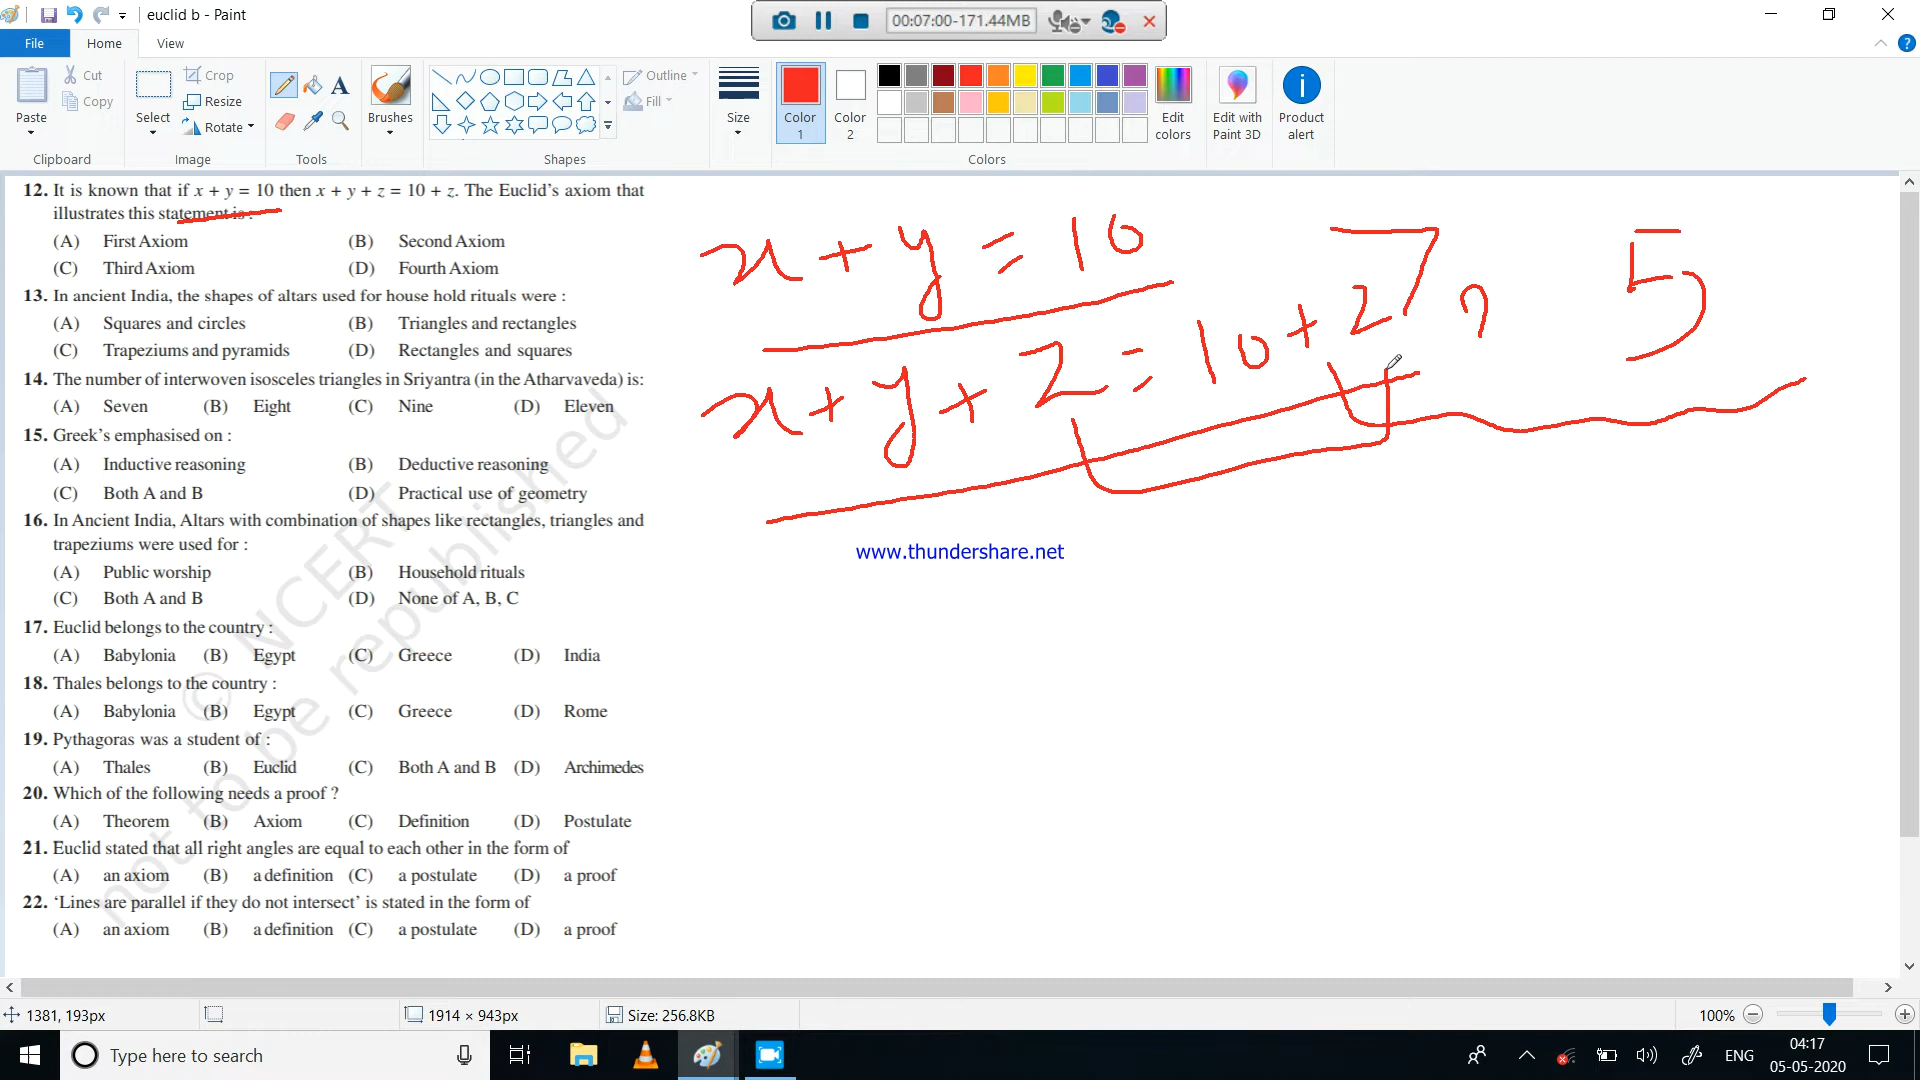 euclid b - Paint
00:07:00-171.44MB
File Home View
Paste Cut Copy
Select Crop Resize Rotate
Brushes
Outline Fill
Size
Color 1 Color 2
Edit colors
Edit with Paint 3D
Product alert
Clipboard Image Tools Shapes Colors
12. It is known that if x + y = 10 then x + y + z = 10 + z. The Euclid's axiom that
illustrates this statement is :
(A) First Axiom (B) Second Axiom
(C) Third Axiom (D) Fourth Axiom
13. In ancient India, the shapes of altars used for house hold rituals were :
(A) Squares and circles (B) Triangles and rectangles
(C) Trapeziums and pyramids (D) Rectangles and squares
14. The number of interwoven isosceles triangles in Sriyantra (in the Atharvaveda) is:
(A) Seven (B) Eight (C) Nine (D) Eleven
15. Greek's emphasised on :
(A) Inductive reasoning (B) Deductive reasoning
(C) Both A and B (D) Practical use of geometry
16. In Ancient India, Altars with combination of shapes like rectangles, triangles and
trapeziums were used for :
(A) Public worship (B) Household rituals
(C) Both A and B (D) None of A, B, C
17. Euclid belongs to the country :
(A) Babylonia (B) Egypt (C) Greece (D) India
18. Thales belongs to the country :
(A) Babylonia (B) Egypt (C) Greece (D) Rome
19. Pythagoras was a student of :
(A) Thales (B) Euclid (C) Both A and B (D) Archimedes
20. Which of the following needs a proof ?
(A) Theorem (B) Axiom (C) Definition (D) Postulate
21. Euclid stated that all right angles are equal to each other in the form of
(A) an axiom (B) a definition (C) a postulate (D) a proof
22. 'Lines are parallel if they do not intersect' is stated in the form of
(A) an axiom (B) a definition (C) a postulate (D) a proof
© NCERT
not to be republished
x + y = 10
x + y + z = 10 + z
7 ? 5
www.thundershare.net
1381, 193px
1914 × 943px
Size: 256.8KB
100%
Type here to search
ENG
04:17
05-05-2020